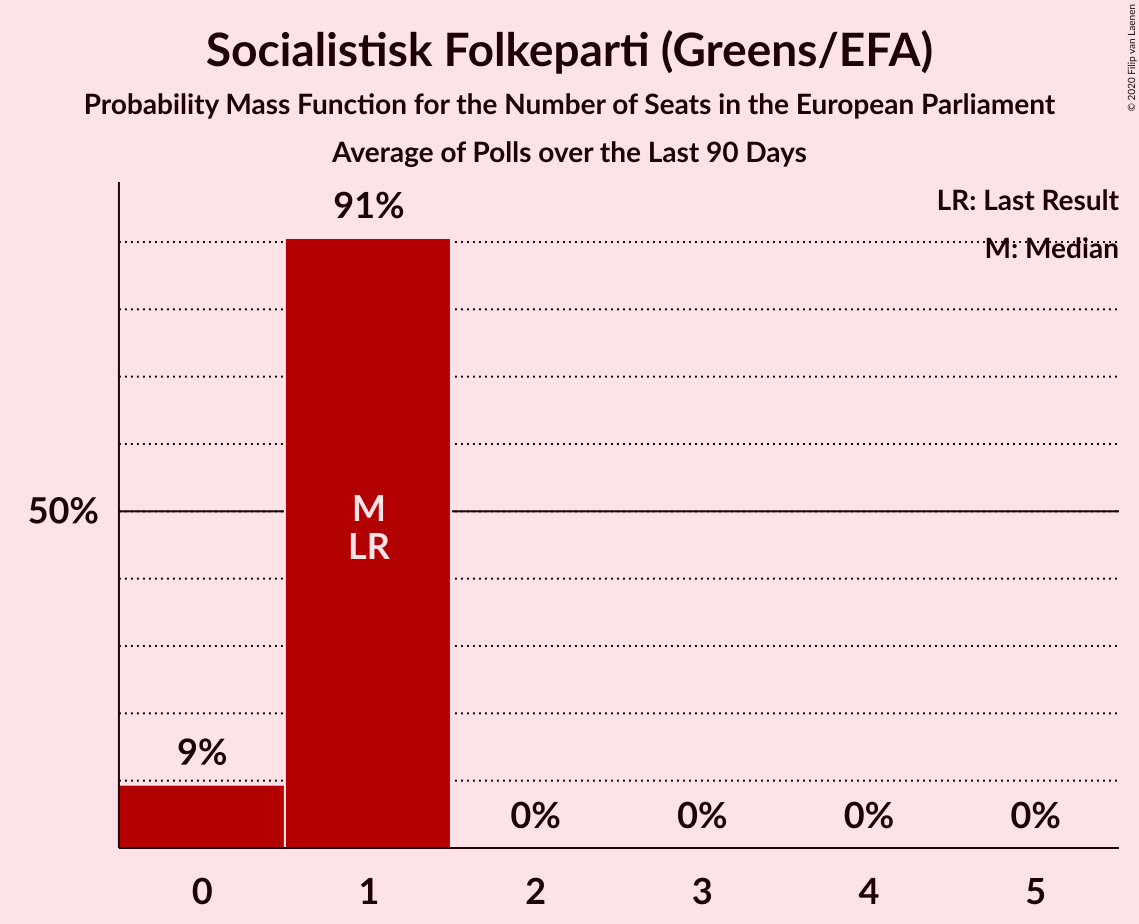 Socialistisk Folkeparti (Greens/EFA)
Probability Mass Function for the Number of Seats in the European Parliament
Average of Polls over the Last 90 Days
© 2020 Filip van Laenen
LR: Last Result
M: Median
91%
50%
M
LR
9%
0%
0%
0%
0%
0
1
2
3
4
5